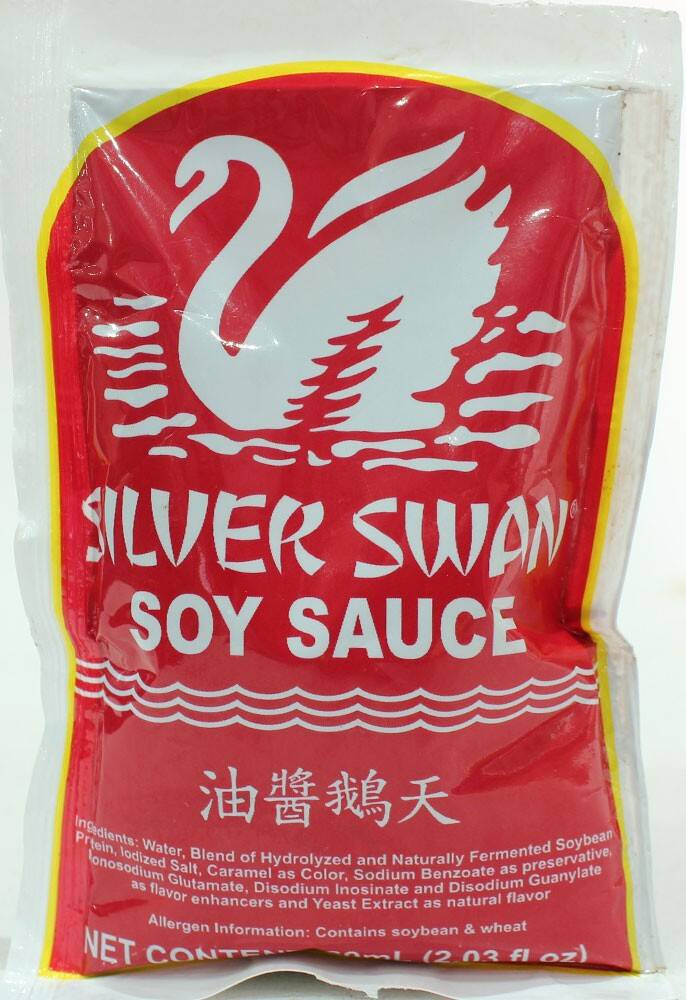 SILVER SWAN®
SOY SAUCE
油醬鵝天
Ingredients: Water, Blend of Hydrolyzed and Naturally Fermented Soybean
Protein, Iodized Salt, Caramel as Color, Sodium Benzoate as preservative,
Monosodium Glutamate, Disodium Inosinate and Disodium Guanylate
as flavor enhancers and Yeast Extract as natural flavor
Allergen Information: Contains soybean & wheat
NET CONTENT (2.03 fl oz)